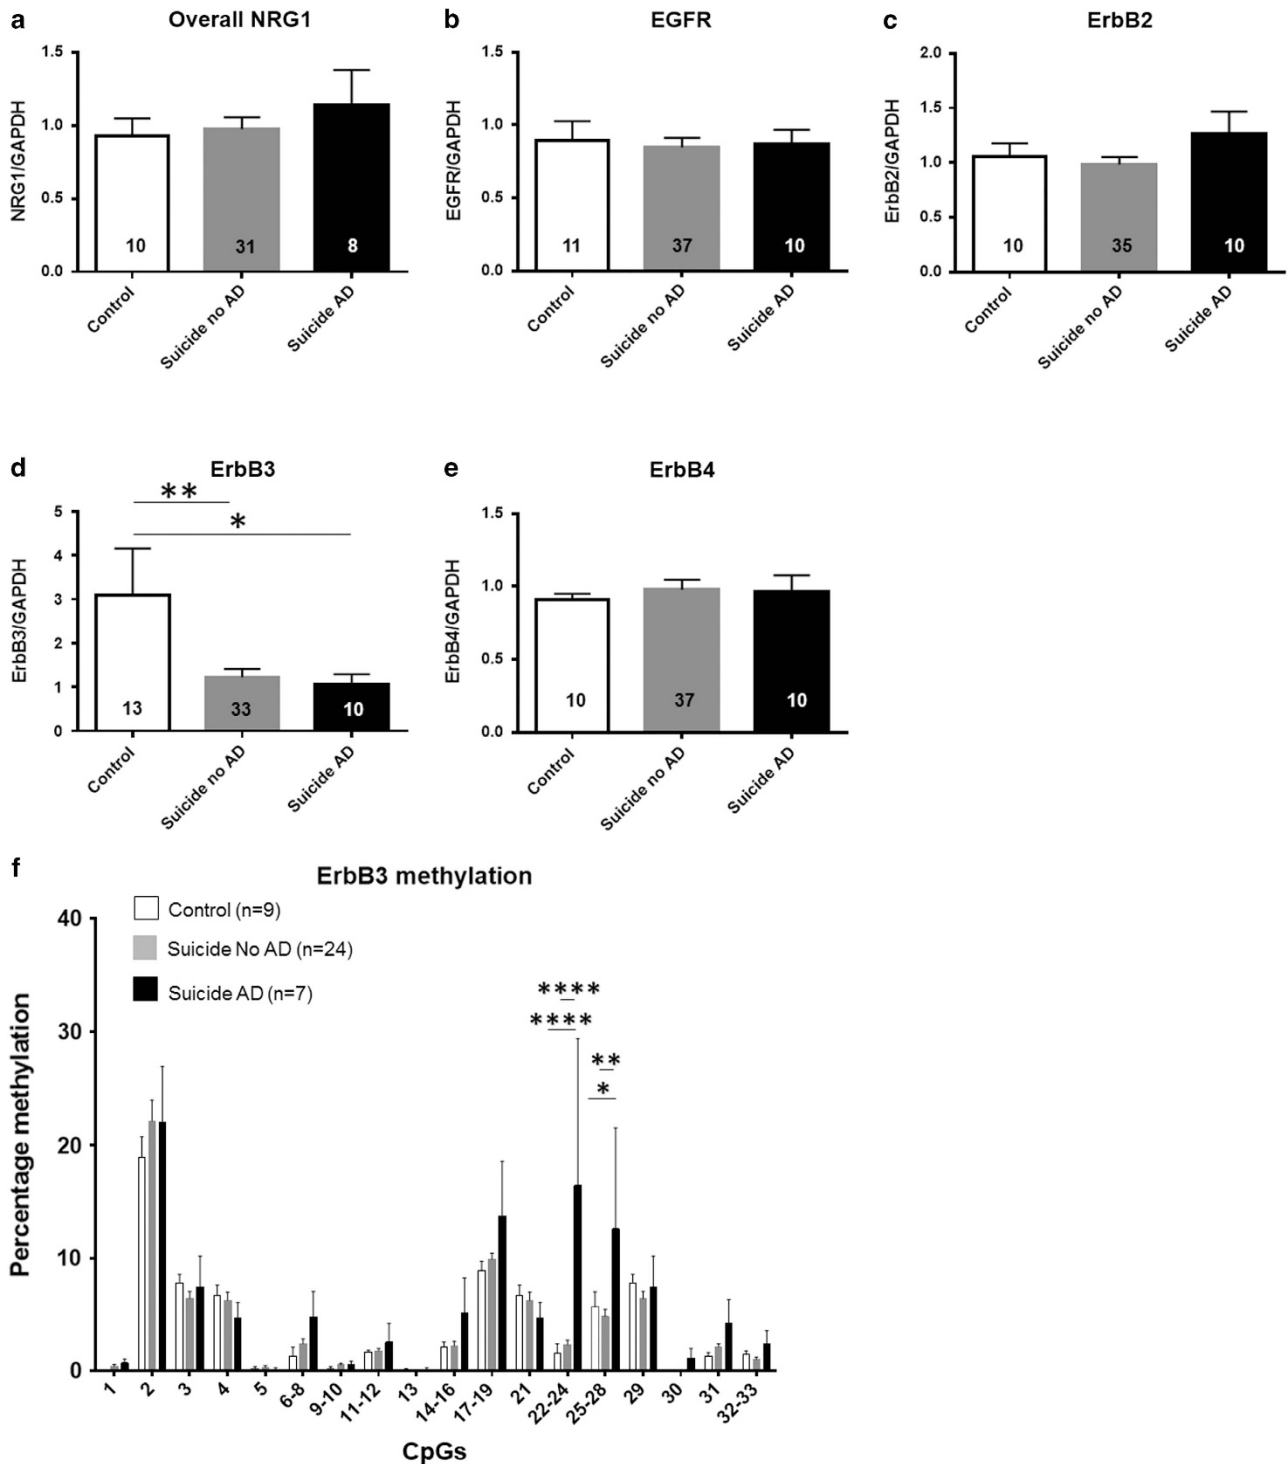 a Overall NRG1
NRG1/GAPDH
1.5
1.0
0.5
0.0
10 31 8
Control Suicide no AD Suicide AD
b EGFR
EGFR/GAPDH
1.5
1.0
0.5
0.0
11 37 10
Control Suicide no AD Suicide AD
c ErbB2
ErbB2/GAPDH
2.0
1.5
1.0
0.5
0.0
10 35 10
Control Suicide no AD Suicide AD
d ErbB3
ErbB3/GAPDH
**
*
5
4
3
2
1
0
13 33 10
Control Suicide no AD Suicide AD
e ErbB4
ErbB4/GAPDH
1.5
1.0
0.5
0.0
10 37 10
Control Suicide no AD Suicide AD
f ErbB3 methylation
Percentage methylation
Control (n=9)
Suicide No AD (n=24)
Suicide AD (n=7)
40
30
20
10
0
****
****
**
*
1 2 3 4 5 6-8 9-10 11-12 13 14-16 17-19 21 22-24 25-28 29 30 31 32-33
CpGs